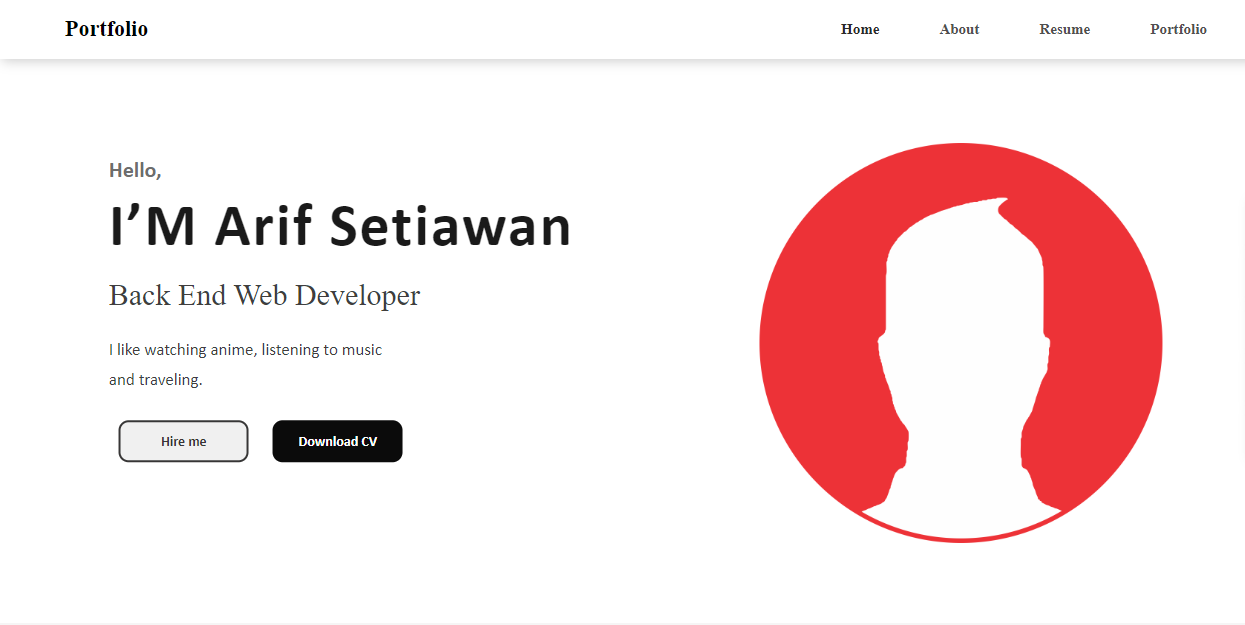 Portfolio
Home About Resume Portfolio
Hello,
I’M Arif Setiawan
Back End Web Developer
I like watching anime, listening to music
and traveling.
Hire me Download CV